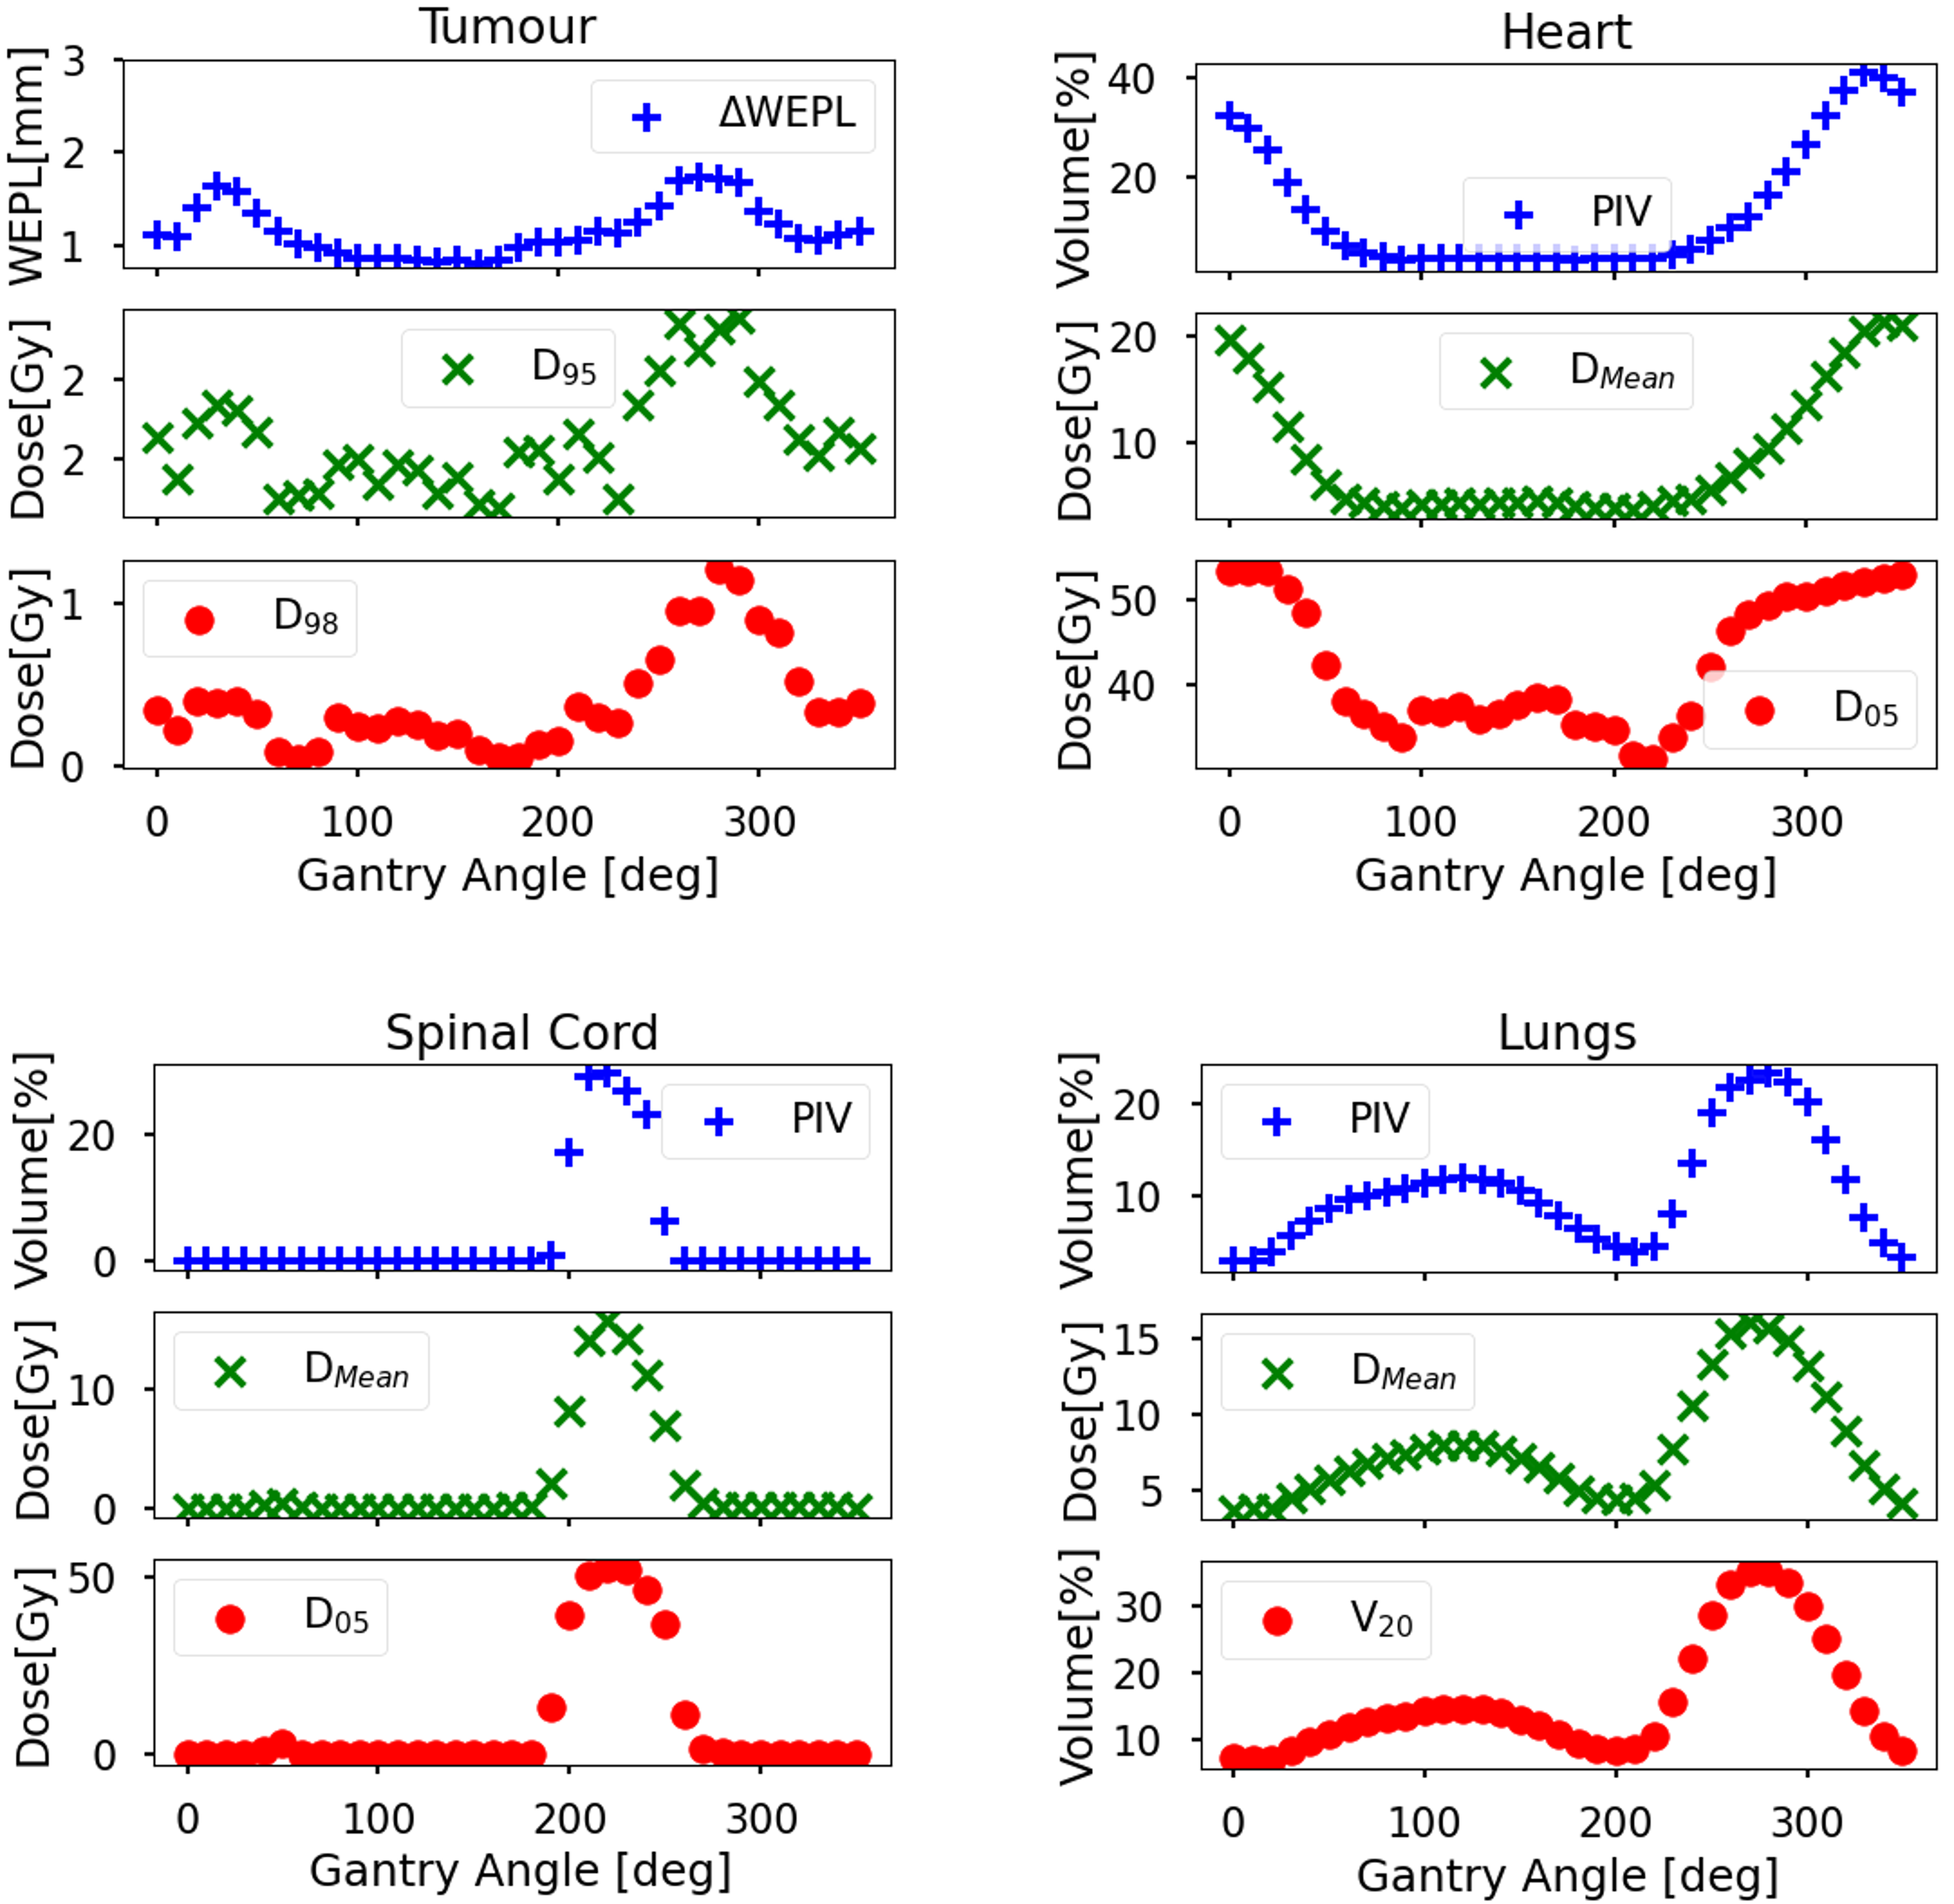 Tumour
WEPL[mm]
3
2
1
ΔWEPL
Dose[Gy]
2
2
D95
Dose[Gy]
1
0
D98
0 100 200 300
Gantry Angle [deg]
Heart
Volume[%]
40
20
PIV
Dose[Gy]
20
10
DMean
Dose[Gy]
50
40
D05
0 100 200 300
Gantry Angle [deg]
Spinal Cord
Volume[%]
20
0
PIV
Dose[Gy]
10
0
DMean
Dose[Gy]
50
0
D05
0 100 200 300
Gantry Angle [deg]
Lungs
Volume[%]
20
10
PIV
Dose[Gy]
15
10
5
DMean
Volume[%]
30
20
10
V20
0 100 200 300
Gantry Angle [deg]